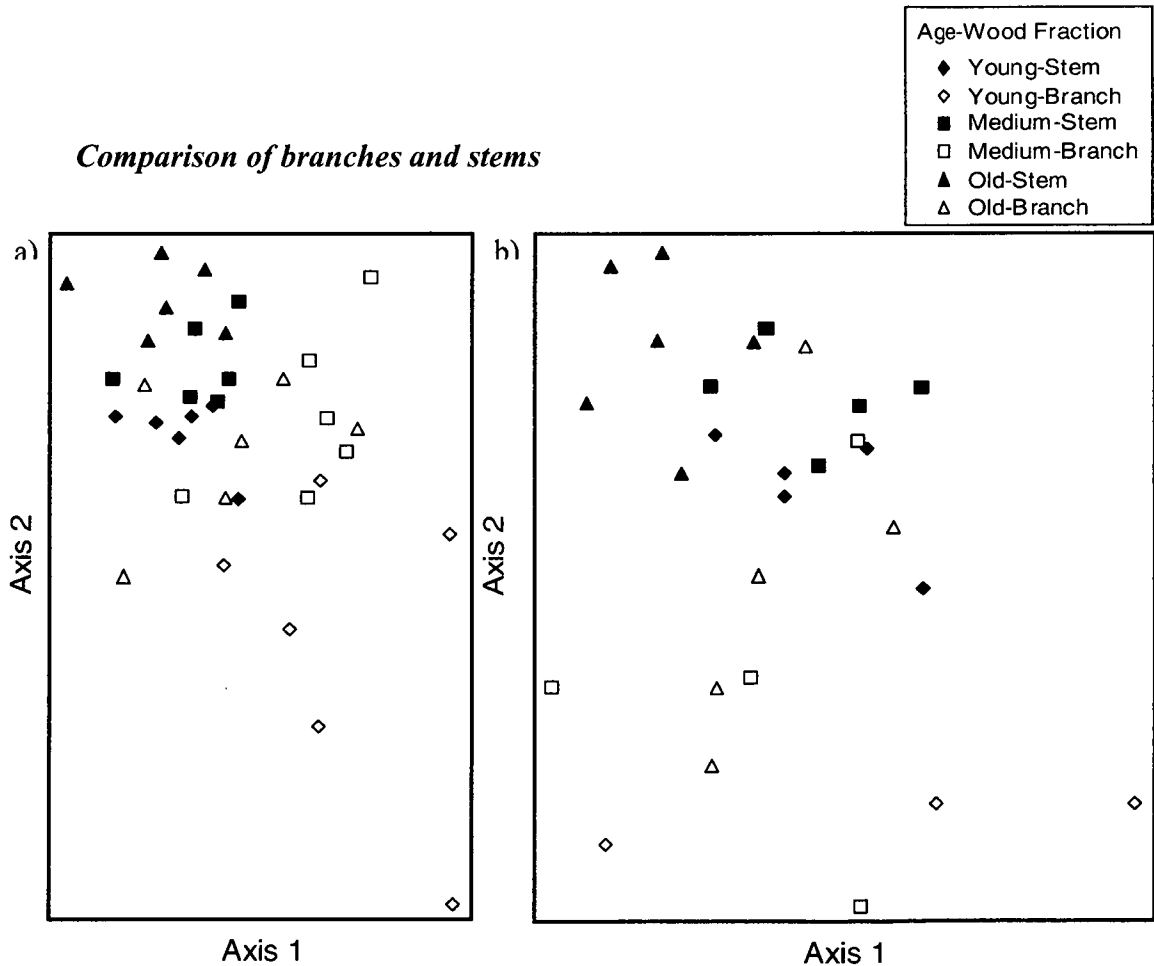 Age-Wood Fraction
Young-Stem
Young-Branch
Medium-Stem
Medium-Branch
Old-Stem
Old-Branch
Comparison of branches and stems
a)
b)
Axis 2
Axis 2
Axis 1
Axis 1